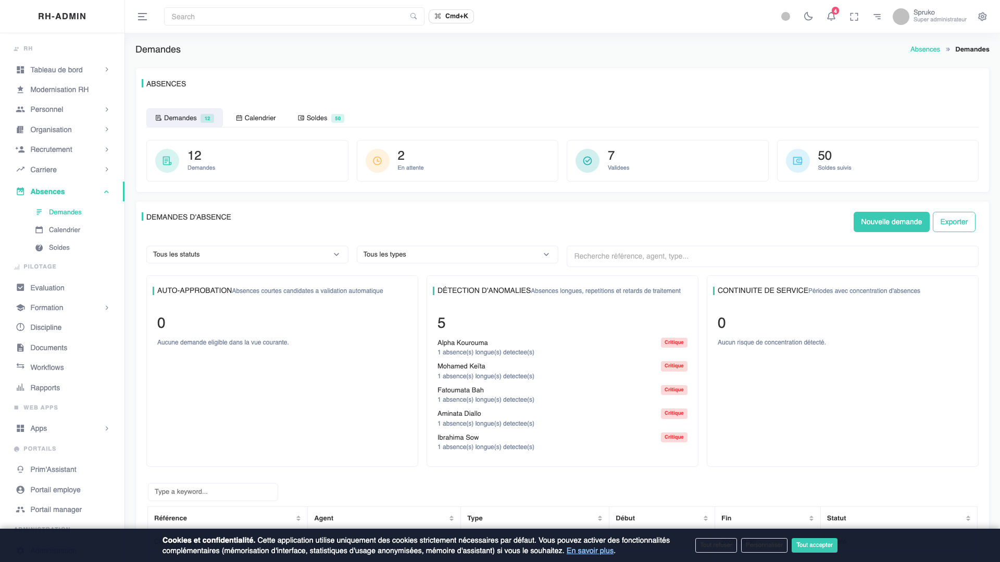 RH-ADMIN
Search
Cmd+K
4
Spruko
Super administrateur
RH
Tableau de bord
Modernisation RH
Personnel
Organisation
Recrutement
Carriere
Absences
Demandes
Calendrier
Soldes
PILOTAGE
Evaluation
Formation
Discipline
Documents
Workflows
Rapports
WEB APPS
Apps
PORTAILS
Prim'Assistant
Portail employe
Portail manager
Demandes
Absences » Demandes
ABSENCES
Demandes 12
Calendrier
Soldes 50
12
Demandes
2
En attente
7
Validees
50
Soldes suivis
DEMANDES D'ABSENCE
Nouvelle demande
Exporter
Tous les statuts
Tous les types
Recherche référence, agent, type...
AUTO-APPROBATION Absences courtes candidates a validation automatique
0
Aucune demande eligible dans la vue courante.
DÉTECTION D'ANOMALIES Absences longues, repetitions et retards de traitement
5
Alpha Kourouma Critique
1 absence(s) longue(s) detectee(s)
Mohamed Keïta Critique
1 absence(s) longue(s) detectee(s)
Fatoumata Bah Critique
1 absence(s) longue(s) detectee(s)
Aminata Diallo Critique
1 absence(s) longue(s) detectee(s)
Ibrahima Sow Critique
1 absence(s) longue(s) detectee(s)
CONTINUITE DE SERVICE Périodes avec concentration d'absences
0
Aucun risque de concentration détecté.
Type a keyword...
Référence Agent Type Début Fin Statut
Cookies et confidentialité. Cette application utilise uniquement des cookies strictement nécessaires par défaut. Vous pouvez activer des fonctionnalités
complémentaires (mémorisation d'interface, statistiques d'usage anonymisées, mémoire d'assistant) si vous le souhaitez. En savoir plus.
Tout refuser
Personnaliser
Tout accepter